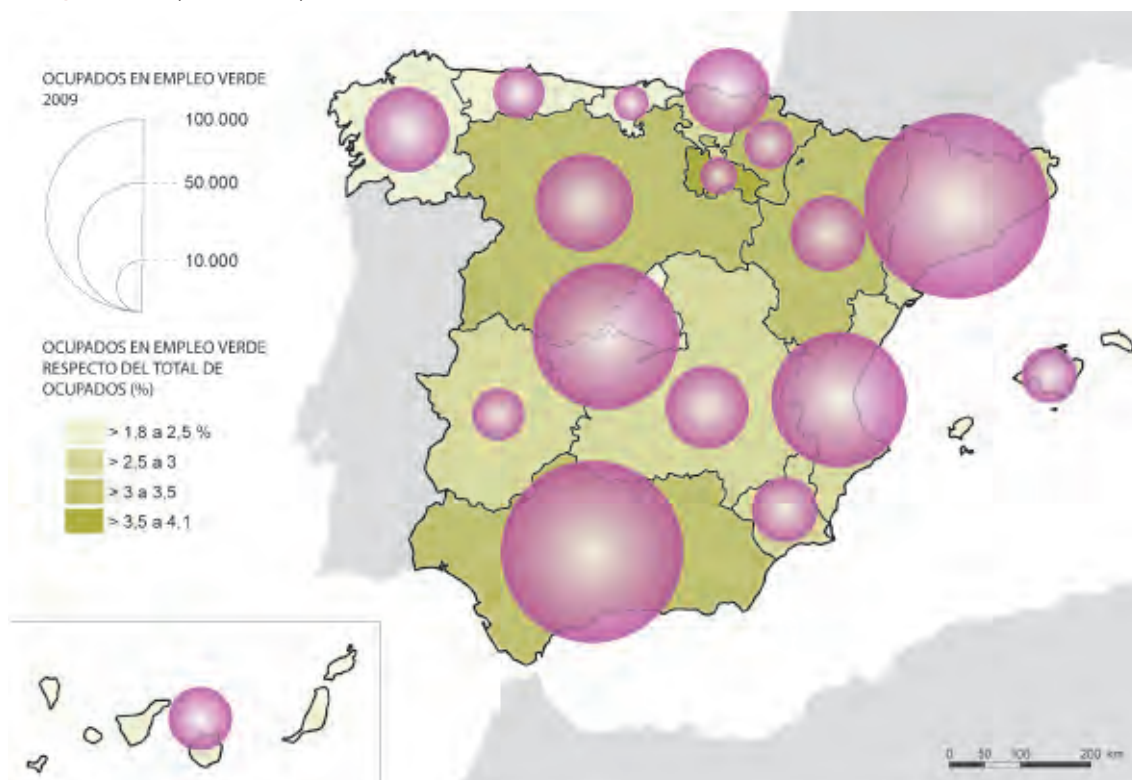 OCUPADOS EN EMPLEO VERDE
2009
100.000
50.000
10.000
OCUPADOS EN EMPLEO VERDE
RESPECTO DEL TOTAL DE
OCUPADOS (%)
> 1,8 a 2,5 %
> 2,5 a 3
> 3 a 3,5
> 3,5 a 4,1
0 50 100 200 km